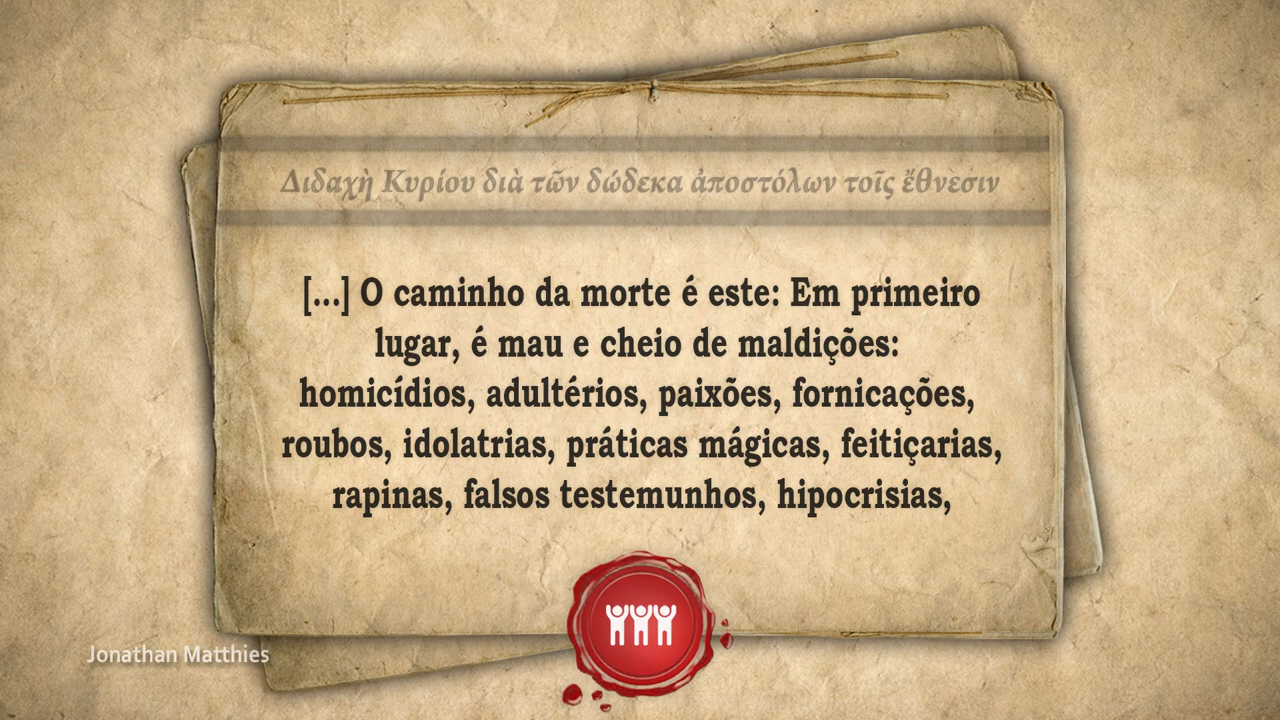 Διδαχὴ Κυρίου διὰ τῶν δώδεκα ἀποστόλων τοῖς ἔθνεσιν
[...] O caminho da morte é este: Em primeiro
lugar, é mau e cheio de maldições:
homicídios, adultérios, paixões, fornicações,
roubos, idolatrias, práticas mágicas, feitiçarias,
rapinas, falsos testemunhos, hipocrisias,
Jonathan Matthies